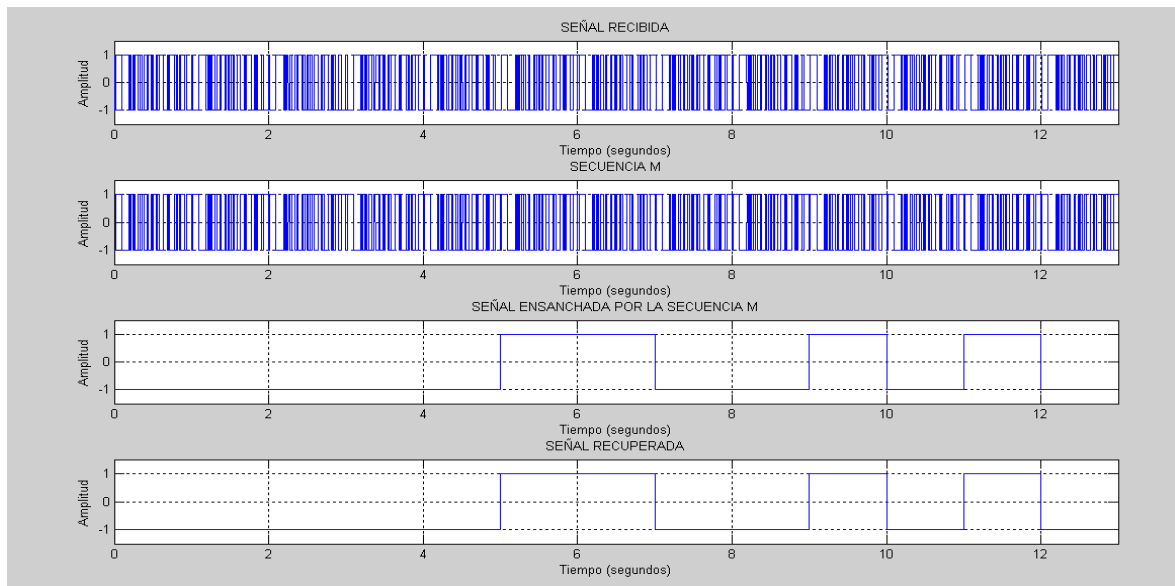 SEÑAL RECIBIDA
Amplitud
1
0
-1
0 2 4 6 8 10 12
Tiempo (segundos)
SECUENCIA M
Amplitud
1
0
-1
0 2 4 6 8 10 12
Tiempo (segundos)
SEÑAL ENSANCHADA POR LA SECUENCIA M
Amplitud
1
0
-1
0 2 4 6 8 10 12
Tiempo (segundos)
SEÑAL RECUPERADA
Amplitud
1
0
-1
0 2 4 6 8 10 12
Tiempo (segundos)